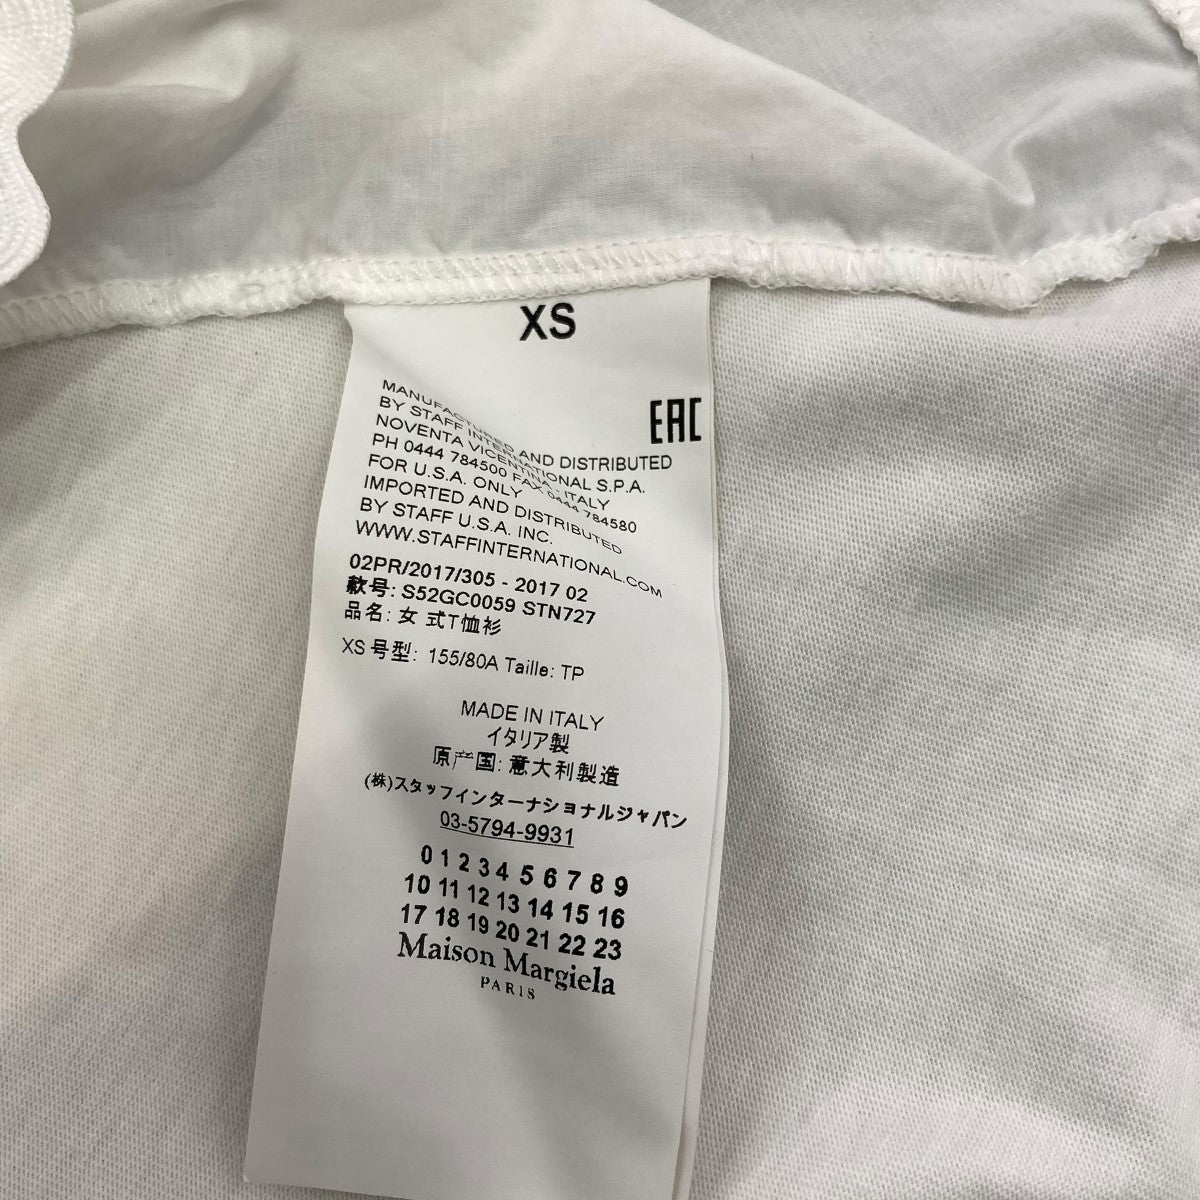 XS
EAC
MANUFACTURED AND DISTRIBUTED
BY STAFF INTERNATIONAL S.P.A.
NOVENTA VICENTINA - ITALY
PH 0444 784500 FAX 0444 784580
FOR U.S.A. ONLY
IMPORTED AND DISTRIBUTED
BY STAFF U.S.A. INC.
WWW.STAFFINTERNATIONAL.COM
02PR/2017/305 - 2017 02
款号: S52GC0059 STN727
品名: 女 式T恤衫
XS 号型: 155/80A Taille: TP
MADE IN ITALY
イタリア製
原产国: 意大利製造
(株)スタッフインターナショナルジャパン
03-5794-9931
0 1 2 3 4 5 6 7 8 9
10 11 12 13 14 15 16
17 18 19 20 21 22 23
Maison Margiela
PARIS